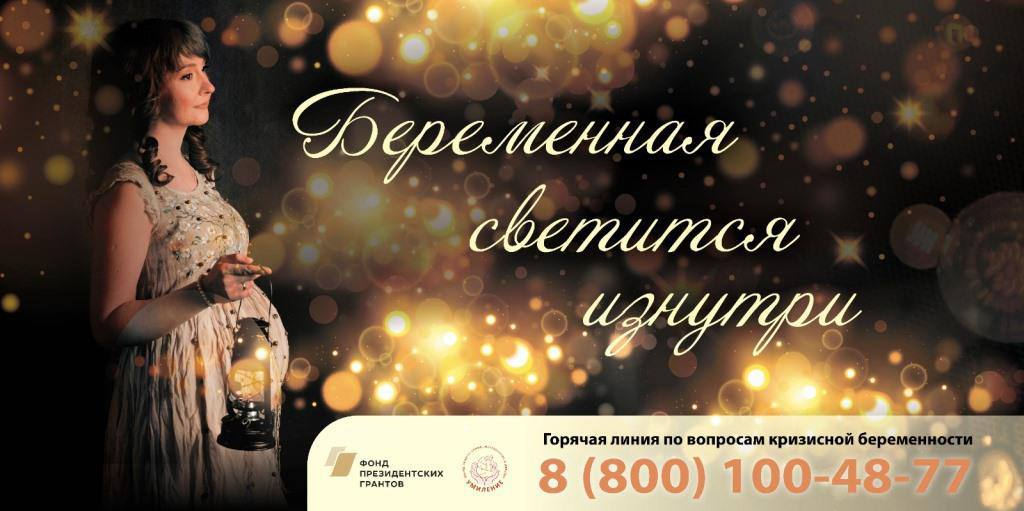 Беременная
светится
изнутри
Горячая линия по вопросам кризисной беременности
8 (800) 100-48-77
ФОНД
ПРЕЗИДЕНТСКИХ
ГРАНТОВ
УМИЛЕНИЕ